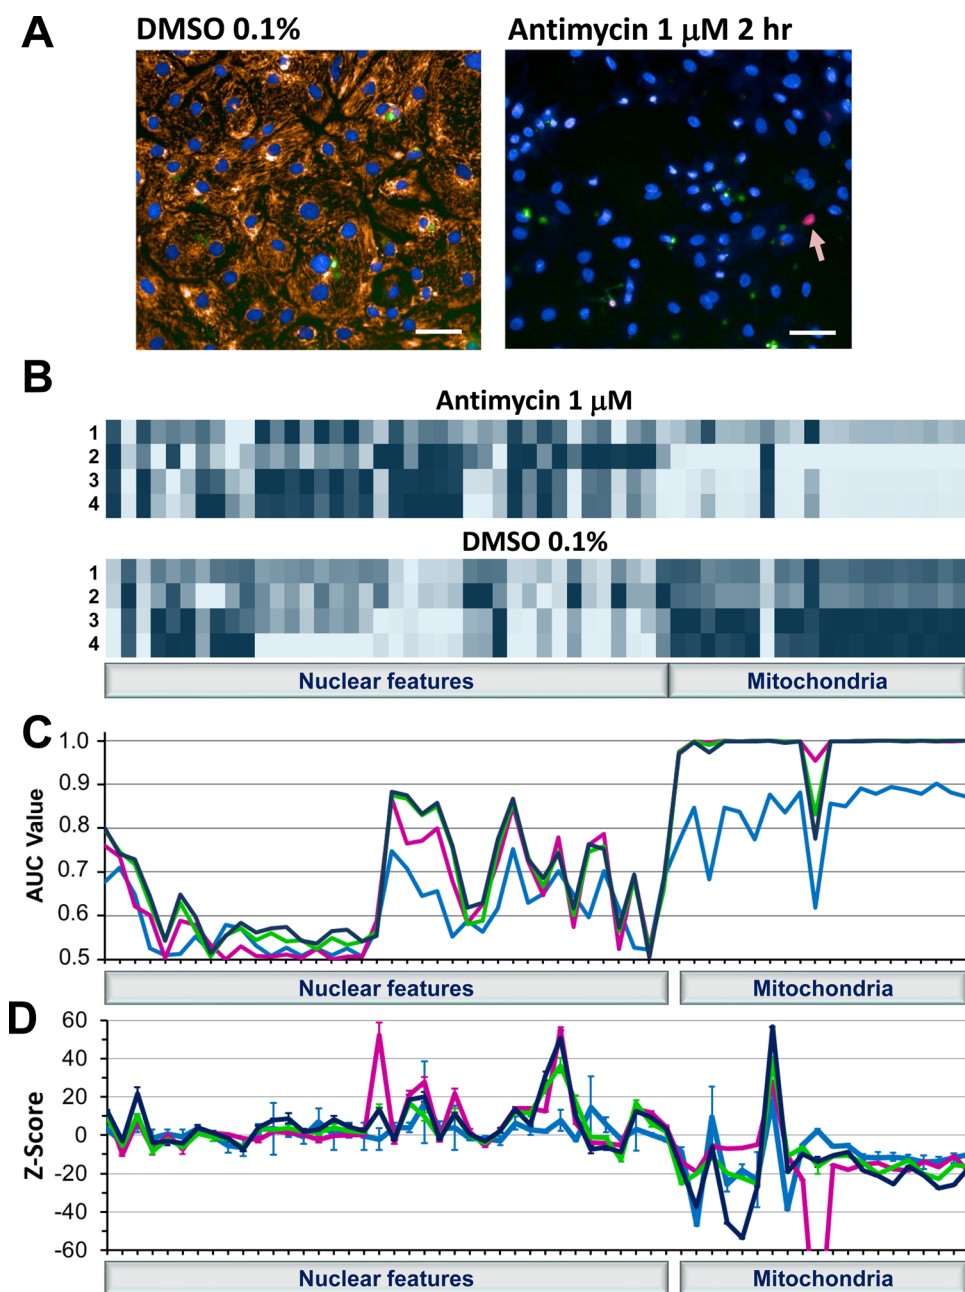 A
DMSO 0.1%
Antimycin 1 μM 2 hr
B
Antimycin 1 μM
1
2
3
4
DMSO 0.1%
1
2
3
4
Nuclear features
Mitochondria
C
AUC Value
1.0
0.9
0.8
0.7
0.6
0.5
Nuclear features
Mitochondria
D
Z-Score
60
40
20
0
-20
-40
-60
Nuclear features
Mitochondria